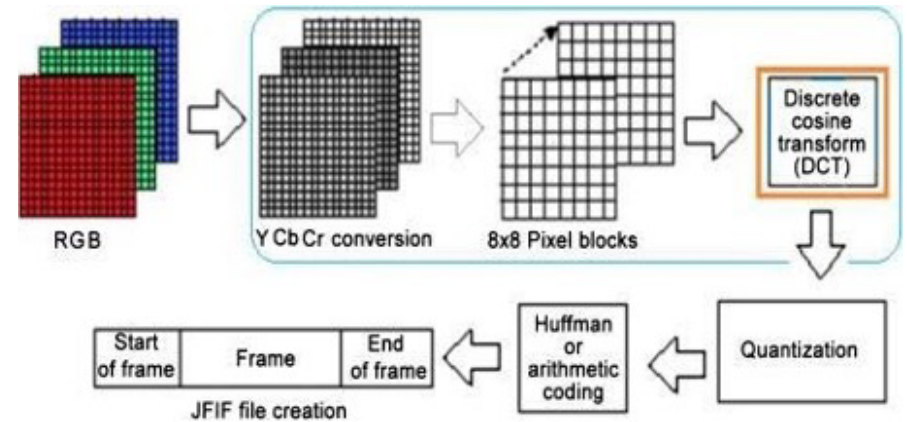 RGB
Y Cb Cr conversion
8x8 Pixel blocks
Discrete
cosine
transform
(DCT)
Quantization
Huffman
or
arithmetic
coding
Start
of frame
Frame
End
of frame
JFIF file creation